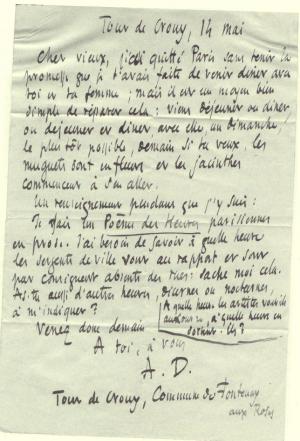 Tour de Crouy, 14 mai
Cher vieux, j'ai quitté Paris sans tenir la
promesse que je t'avais faite de venir dîner avec
toi et ta femme ; mais il est un moyen bien
simple de réparer cela : viens déjeuner ou dîner,
ou déjeuner et dîner, avec elle, un Dimanche,
le plus tôt possible, demain si tu veux. les
muguets sont en fleurs et les jacinthes
commencent à s'en aller.
Un renseignement pendant que j'y suis :
Je fais un Poème des Heures parisiennes
en prose. J'ai besoin de savoir à quelle heure
les sergents de ville vont au rapport et sont
par conséquent absents des rues : sache moi cela.
As-tu aussi d'autres heures, diurnes ou nocturnes,
à m'indiquer ?
A quelle heure les artistes vont-ils
, à quelle heure en
sortent-ils ?
Venez donc demain
A toi, à vous
A. D.
Tour de Crouy, Commune de Fontenay
aux Roses